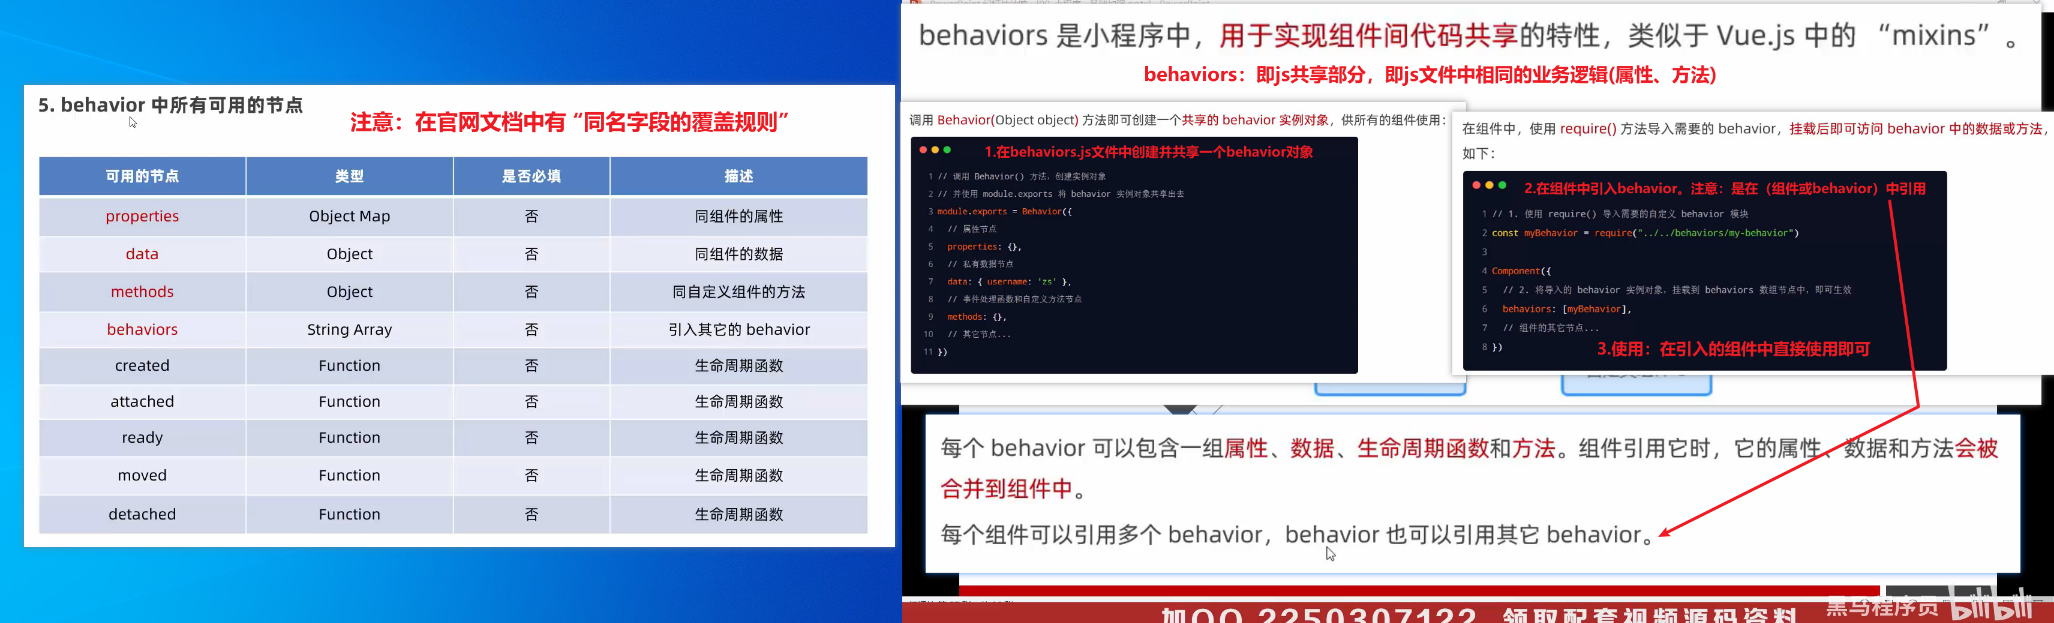 5. behavior 中所有可用的节点
注意：在官网文档中有 “同名字段的覆盖规则”
可用的节点 类型 是否必填 描述
properties Object Map 否 同组件的属性
data Object 否 同组件的数据
methods Object 否 同自定义组件的方法
behaviors String Array 否 引入其它的 behavior
created Function 否 生命周期函数
attached Function 否 生命周期函数
ready Function 否 生命周期函数
moved Function 否 生命周期函数
detached Function 否 生命周期函数
behaviors 是小程序中，用于实现组件间代码共享的特性，类似于 Vue.js 中的 “mixins” 。
behaviors：即js共享部分，即js文件中相同的业务逻辑(属性、方法)
调用 Behavior(Object object) 方法即可创建一个共享的 behavior 实例对象，供所有的组件使用：
1.在behaviors.js文件中创建并共享一个behavior对象
1 // 调用 Behavior() 方法，创建实例对象
2 // 并使用 module.exports 将 behavior 实例对象共享出去
3 module.exports = Behavior({
4 // 属性节点
5 properties: {},
6 // 私有数据节点
7 data: { username: 'zs' },
8 // 事件处理函数和自定义方法节点
9 methods: {},
10 // 其它节点...
11 })
在组件中，使用 require() 方法导入需要的 behavior，挂载后即可访问 behavior 中的数据或方法，
如下：
2.在组件中引入behavior。注意：是在（组件或behavior）中引用
1 // 1. 使用 require() 导入需要的自定义 behavior 模块
2 const myBehavior = require("../../behaviors/my-behavior")
3
4 Component({
5 // 2. 将导入的 behavior 实例对象，挂载到 behaviors 数组节点中，即可生效
6 behaviors: [myBehavior],
7 // 组件的其它节点...
8 })
3.使用：在引入的组件中直接使用即可
每个 behavior 可以包含一组属性、数据、生命周期函数和方法。组件引用它时，它的属性、数据和方法会被
合并到组件中。
每个组件可以引用多个 behavior，behavior 也可以引用其它 behavior。
加QQ 2250307122 领取配套视频源码资料
黑马程序员 bilibili